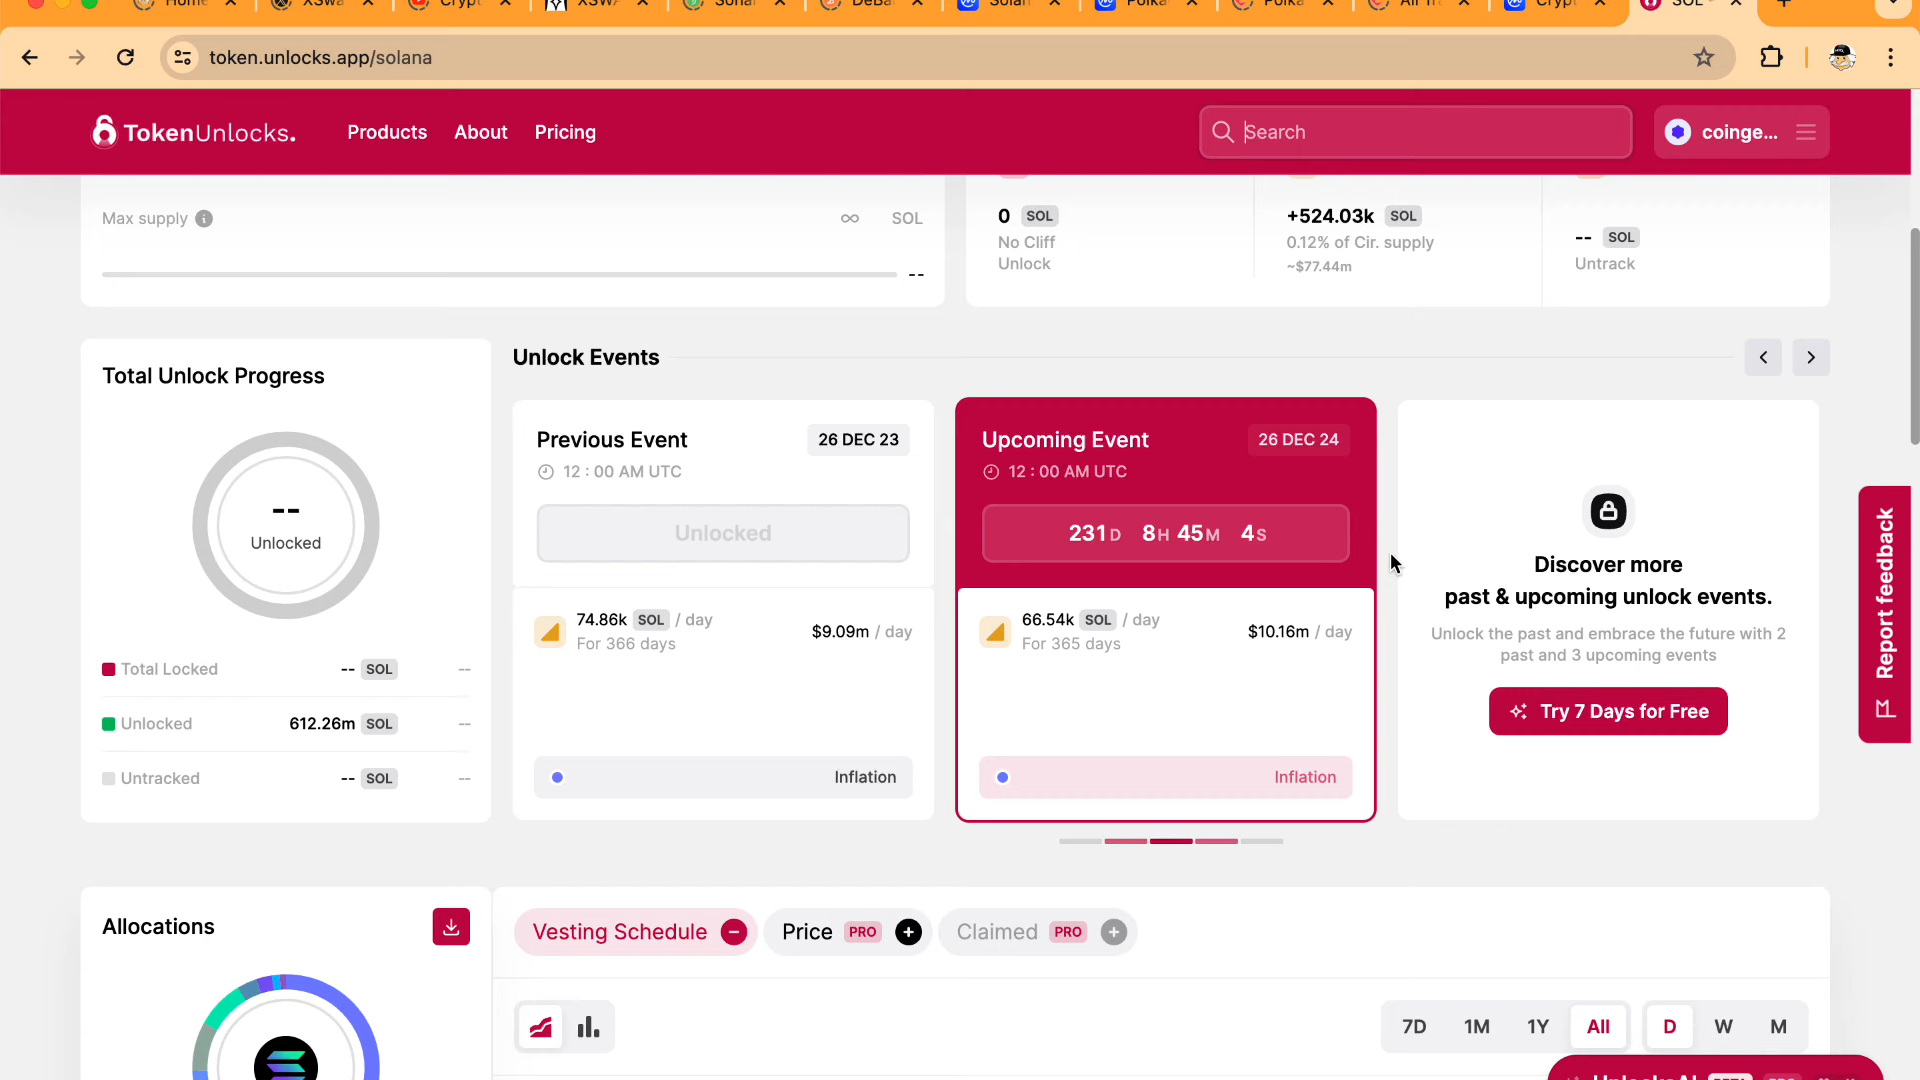 token.unlocks.app/solana
TokenUnlocks.
Products
About
Pricing
Search
coinge...
Max supply
∞ SOL
--
0 SOL
No Cliff
Unlock
+524.03k SOL
0.12% of Cir. supply
~$77.44m
-- SOL
Untrack
Total Unlock Progress
--
Unlocked
Total Locked -- SOL --
Unlocked 612.26m SOL --
Untracked -- SOL --
Unlock Events
Previous Event 26 DEC 23
12 : 00 AM UTC
Unlocked
74.86k SOL / day
For 366 days
$9.09m / day
Inflation
Upcoming Event 26 DEC 24
12 : 00 AM UTC
231D 8H 45M 4S
66.54k SOL / day
For 365 days
$10.16m / day
Inflation
Discover more
past & upcoming unlock events.
Unlock the past and embrace the future with 2
past and 3 upcoming events
Try 7 Days for Free
Report feedback
Allocations
Vesting Schedule
Price PRO
Claimed PRO
7D 1M 1Y All D W M